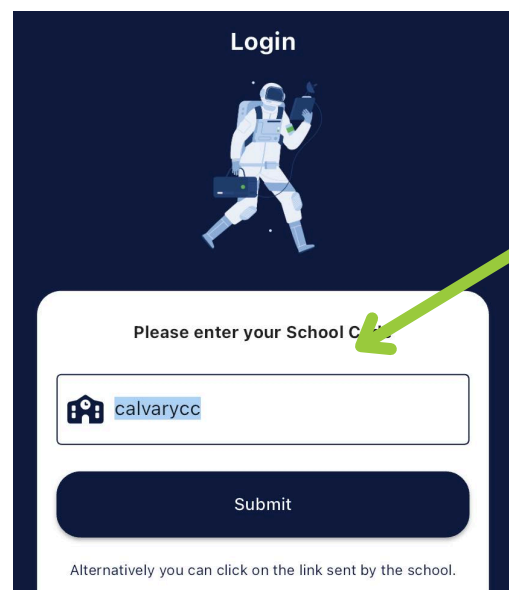 Login
Please enter your School
calvarycc
Submit
Alternatively you can click on the link sent by the school.